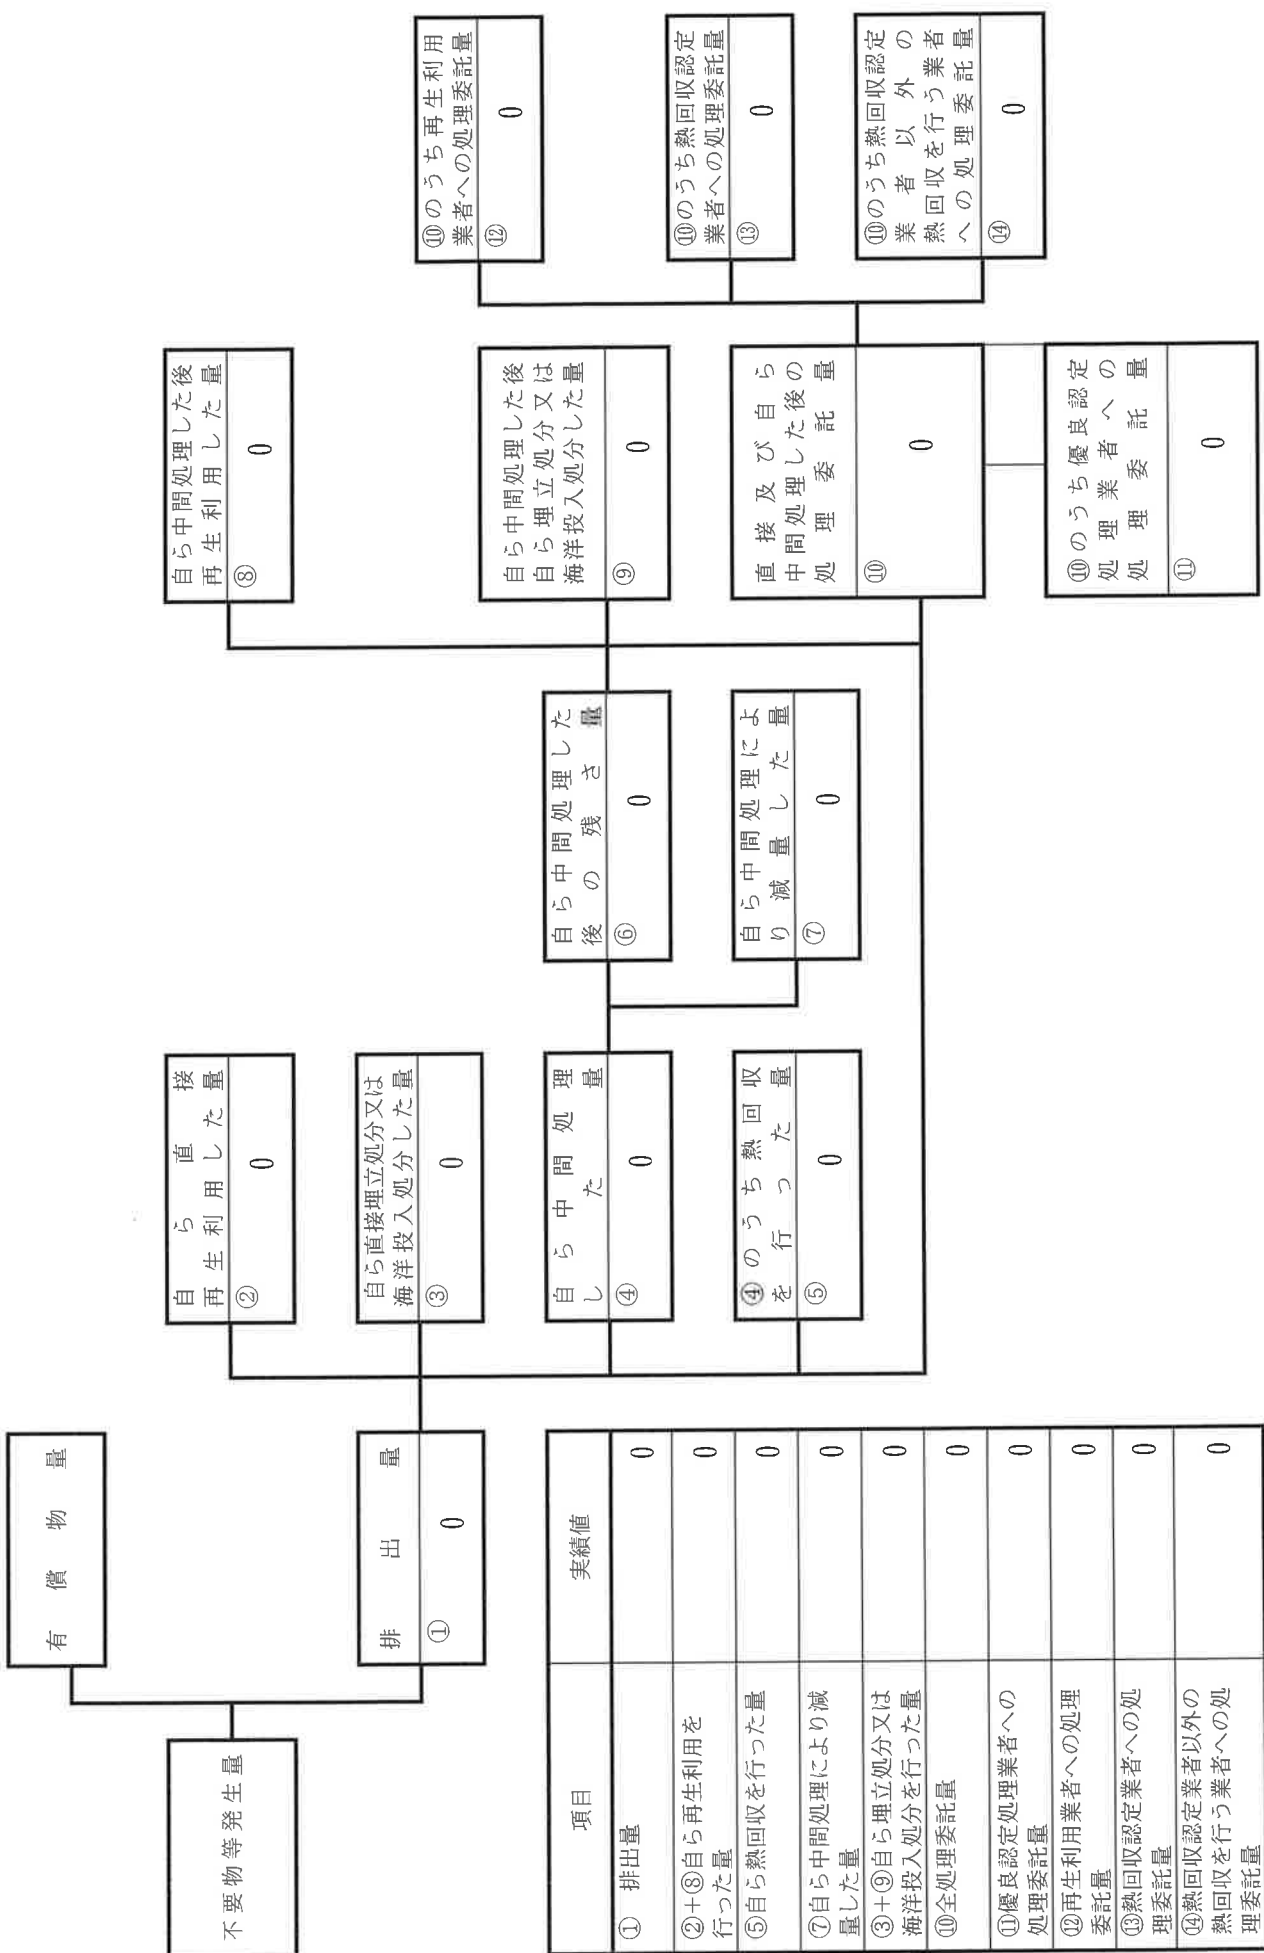 不要物等発生量
有償物量
排出量
① 0
自ら直接
再生利用した量
② 0
自ら直接埋立処分又は
海洋投入処分した量
③ 0
自ら中間処理
した量
④ 0
④のうち熱回収
を行った量
⑤ 0
自ら中間処理した
後の残さ量
⑥ 0
自ら中間処理によ
り減量した量
⑦ 0
自ら中間処理した後
再生利用した量
⑧ 0
自ら中間処理した後
自ら埋立処分又は
海洋投入処分した量
⑨ 0
直接及び自ら
中間処理した後の
処理委託量
⑩ 0
⑩のうち優良認定
処理業者への
処理委託量
⑪ 0
⑩のうち再生利用
業者への処理委託量
⑫ 0
⑩のうち熱回収認定
業者への処理委託量
⑬ 0
⑩のうち熱回収認定
業者以外の
熱回収を行う業者
への処理委託量
⑭ 0
項目 実績値
① 排出量 0
②+⑧自ら再生利用を
行った量 0
⑤自ら熱回収を行った量 0
⑦自ら中間処理により減
量した量 0
③+⑨自ら埋立処分又は
海洋投入処分を行った量 0
⑩全処理委託量 0
⑪優良認定処理業者への
処理委託量 0
⑫再生利用業者への処理
委託量 0
⑬熱回収認定業者への処
理委託量 0
⑭熱回収認定業者以外の
熱回収を行う業者への処
理委託量 0